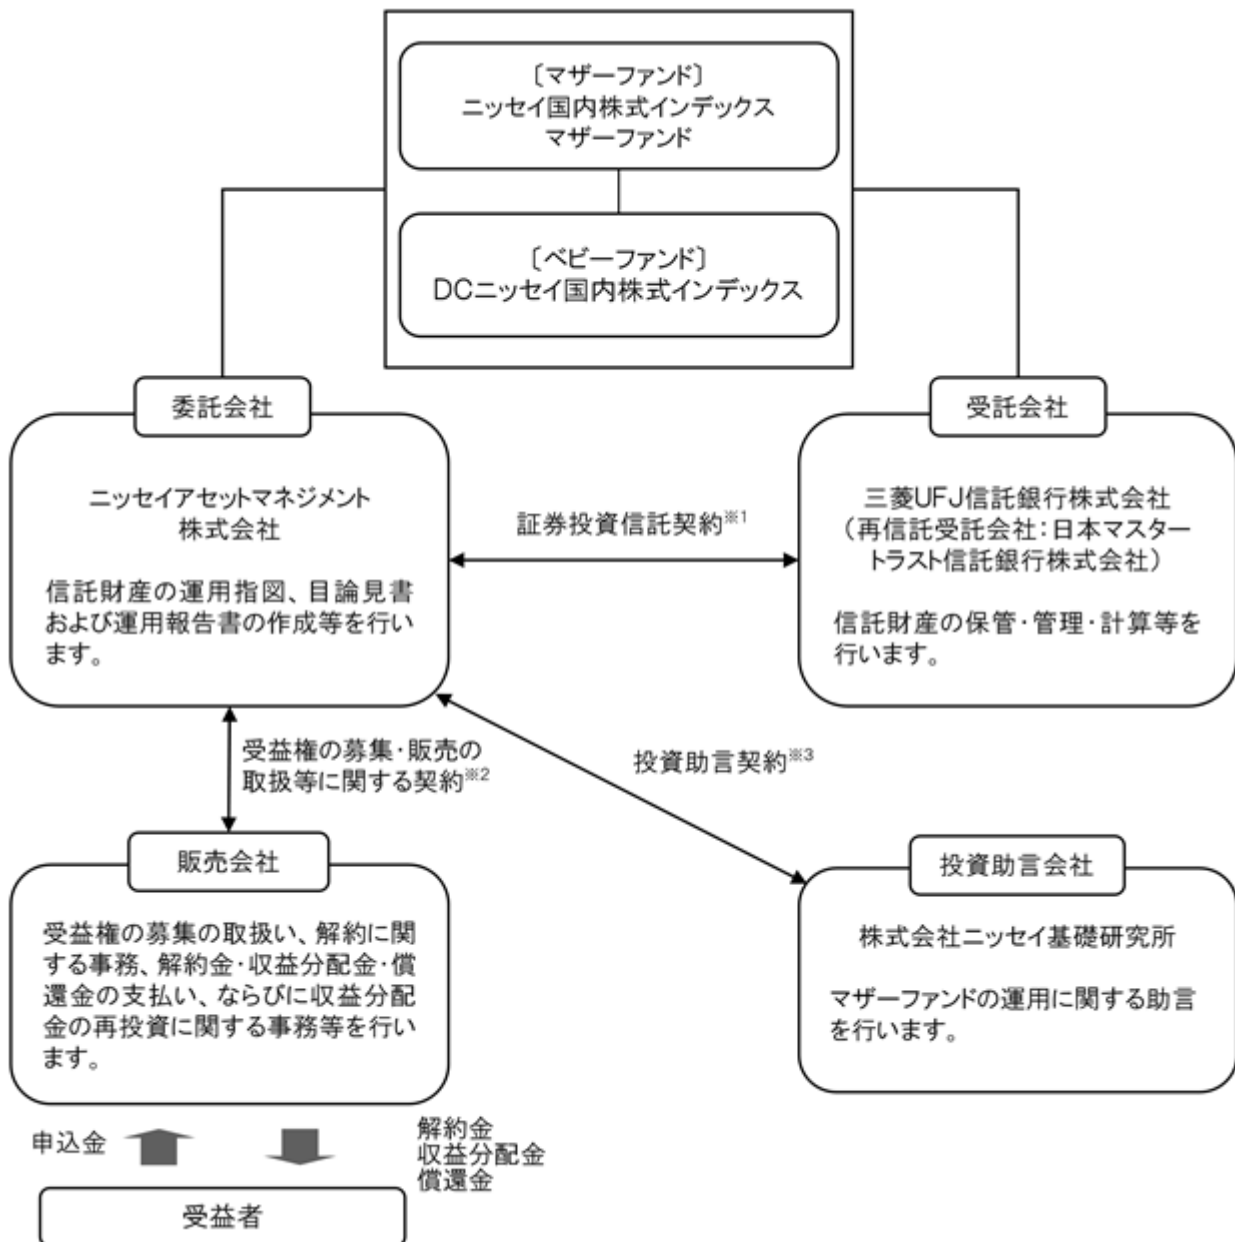 〔マザーファンド〕
ニッセイ国内株式インデックス
マザーファンド
〔ベビーファンド〕
DCニッセイ国内株式インデックス
委託会社
ニッセイアセットマネジメント
株式会社
信託財産の運用指図、目論見書
および運用報告書の作成等を行い
ます。
証券投資信託契約※1
受託会社
三菱UFJ信託銀行株式会社
（再信託受託会社：日本マスター
トラスト信託銀行株式会社）
信託財産の保管・管理・計算等を
行います。
受益権の募集・販売の
取扱等に関する契約※2
投資助言契約※3
販売会社
受益権の募集の取扱い、解約に関
する事務、解約金・収益分配金・償
還金の支払い、ならびに収益分配
金の再投資に関する事務等を行い
ます。
投資助言会社
株式会社ニッセイ基礎研究所
マザーファンドの運用に関する助言
を行います。
申込金
解約金
収益分配金
償還金
受益者